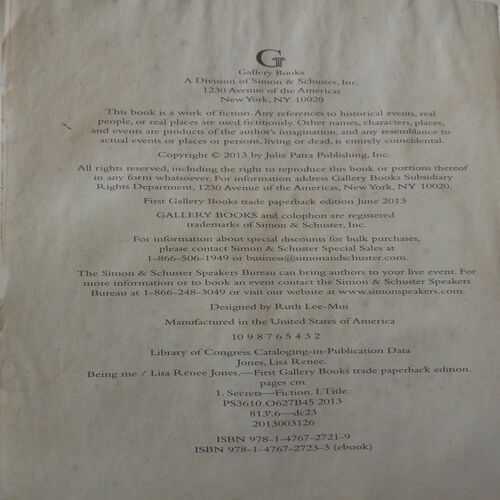 G
Gallery Books
A Division of Simon & Schuster, Inc.
1230 Avenue of the Americas
New York, NY 10020
This book is a work of fiction. Any references to historical events, real
people, or real places are used fictitiously. Other names, characters, places,
and events are products of the author's imagination, and any resemblance to
actual events or places or persons, living or dead, is entirely coincidental.
Copyright © 2013 by Julie Patra Publishing, Inc.
All rights reserved, including the right to reproduce this book or portions thereof
in any form whatsoever. For information address Gallery Books Subsidiary
Rights Department, 1230 Avenue of the Americas, New York, NY 10020.
First Gallery Books trade paperback edition June 2013
GALLERY BOOKS and colophon are registered
trademarks of Simon & Schuster, Inc.
For information about special discounts for bulk purchases,
please contact Simon & Schuster Special Sales at
1-866-506-1949 or business@simonandschuster.com.
The Simon & Schuster Speakers Bureau can bring authors to your live event. For
more information or to book an event contact the Simon & Schuster Speakers
Bureau at 1-866-248-3049 or visit our website at www.simonspeakers.com.
Designed by Ruth Lee-Mui
Manufactured in the United States of America
10 9 8 7 6 5 4 3 2
Library of Congress Cataloging-in-Publication Data
Jones, Lisa Renee.
Being me / Lisa Renee Jones.—First Gallery Books trade paperback edition.
pages cm
1. Secrets—Fiction. I. Title.
PS3610.O627B45 2013
813'.6—dc23
2013003126
ISBN 978-1-4767-2721-9
ISBN 978-1-4767-2723-3 (ebook)